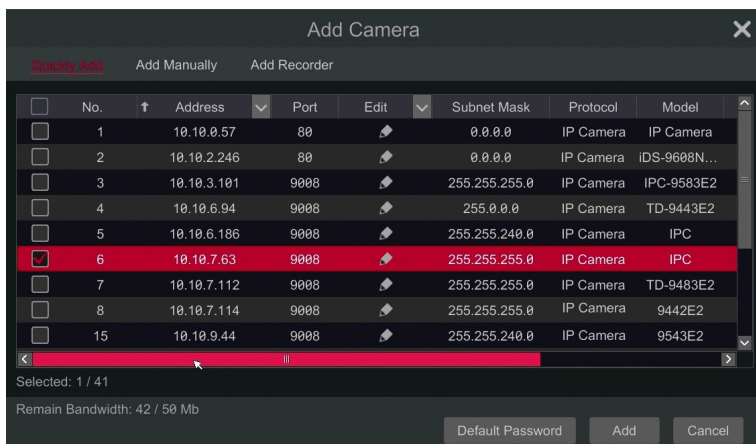 Add Camera
Quickly Add Add Manually Add Recorder
No. Address Port Edit Subnet Mask Protocol Model
1 10.10.0.57 80 0.0.0.0 IP Camera IP Camera
2 10.10.2.246 80 0.0.0.0 IP Camera iDS-9608N...
3 10.10.3.101 9008 255.255.255.0 IP Camera IPC-9583E2
4 10.10.6.94 9008 255.0.0.0 IP Camera TD-9443E2
5 10.10.6.186 9008 255.255.240.0 IP Camera IPC
6 10.10.7.63 9008 255.255.255.0 IP Camera IPC
7 10.10.7.112 9008 255.255.255.0 IP Camera TD-9483E2
8 10.10.7.114 9008 255.255.255.0 IP Camera 9442E2
15 10.10.9.44 9008 255.255.240.0 IP Camera 9543E2
Selected: 1 / 41
Remain Bandwidth: 42 / 50 Mb
Default Password Add Cancel